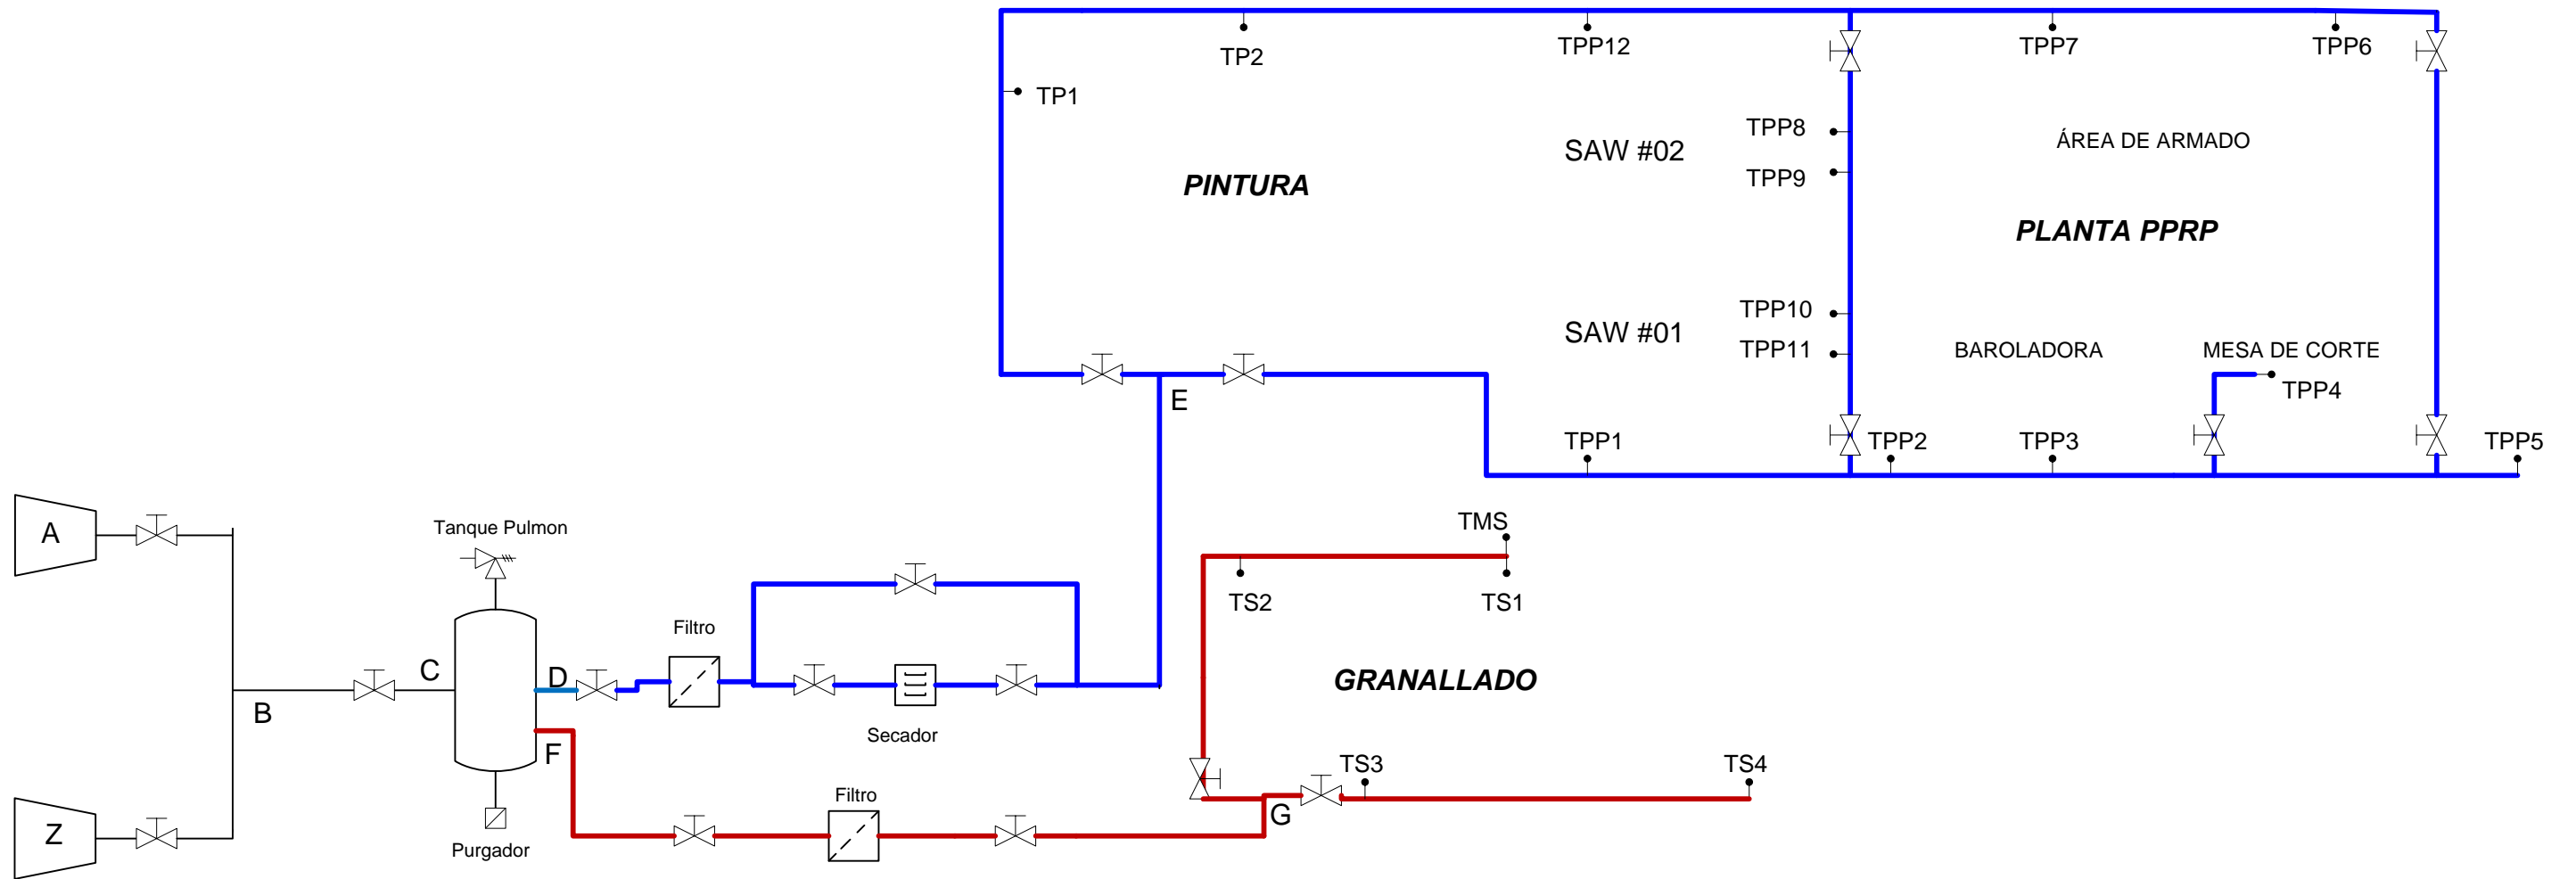 TP2
TPP12
TPP7
TPP6
TP1
TPP8
SAW #02
ÁREA DE ARMADO
TPP9
PINTURA
PLANTA PPRP
TPP10
SAW #01
TPP11
BAROLADORA
MESA DE CORTE
TPP4
E
TPP1
TPP2
TPP3
TPP5
A
Tanque Pulmon
TMS
TS2
TS1
Filtro
C
D
GRANALLADO
B
Secador
F
TS3
TS4
Filtro
G
Z
Purgador